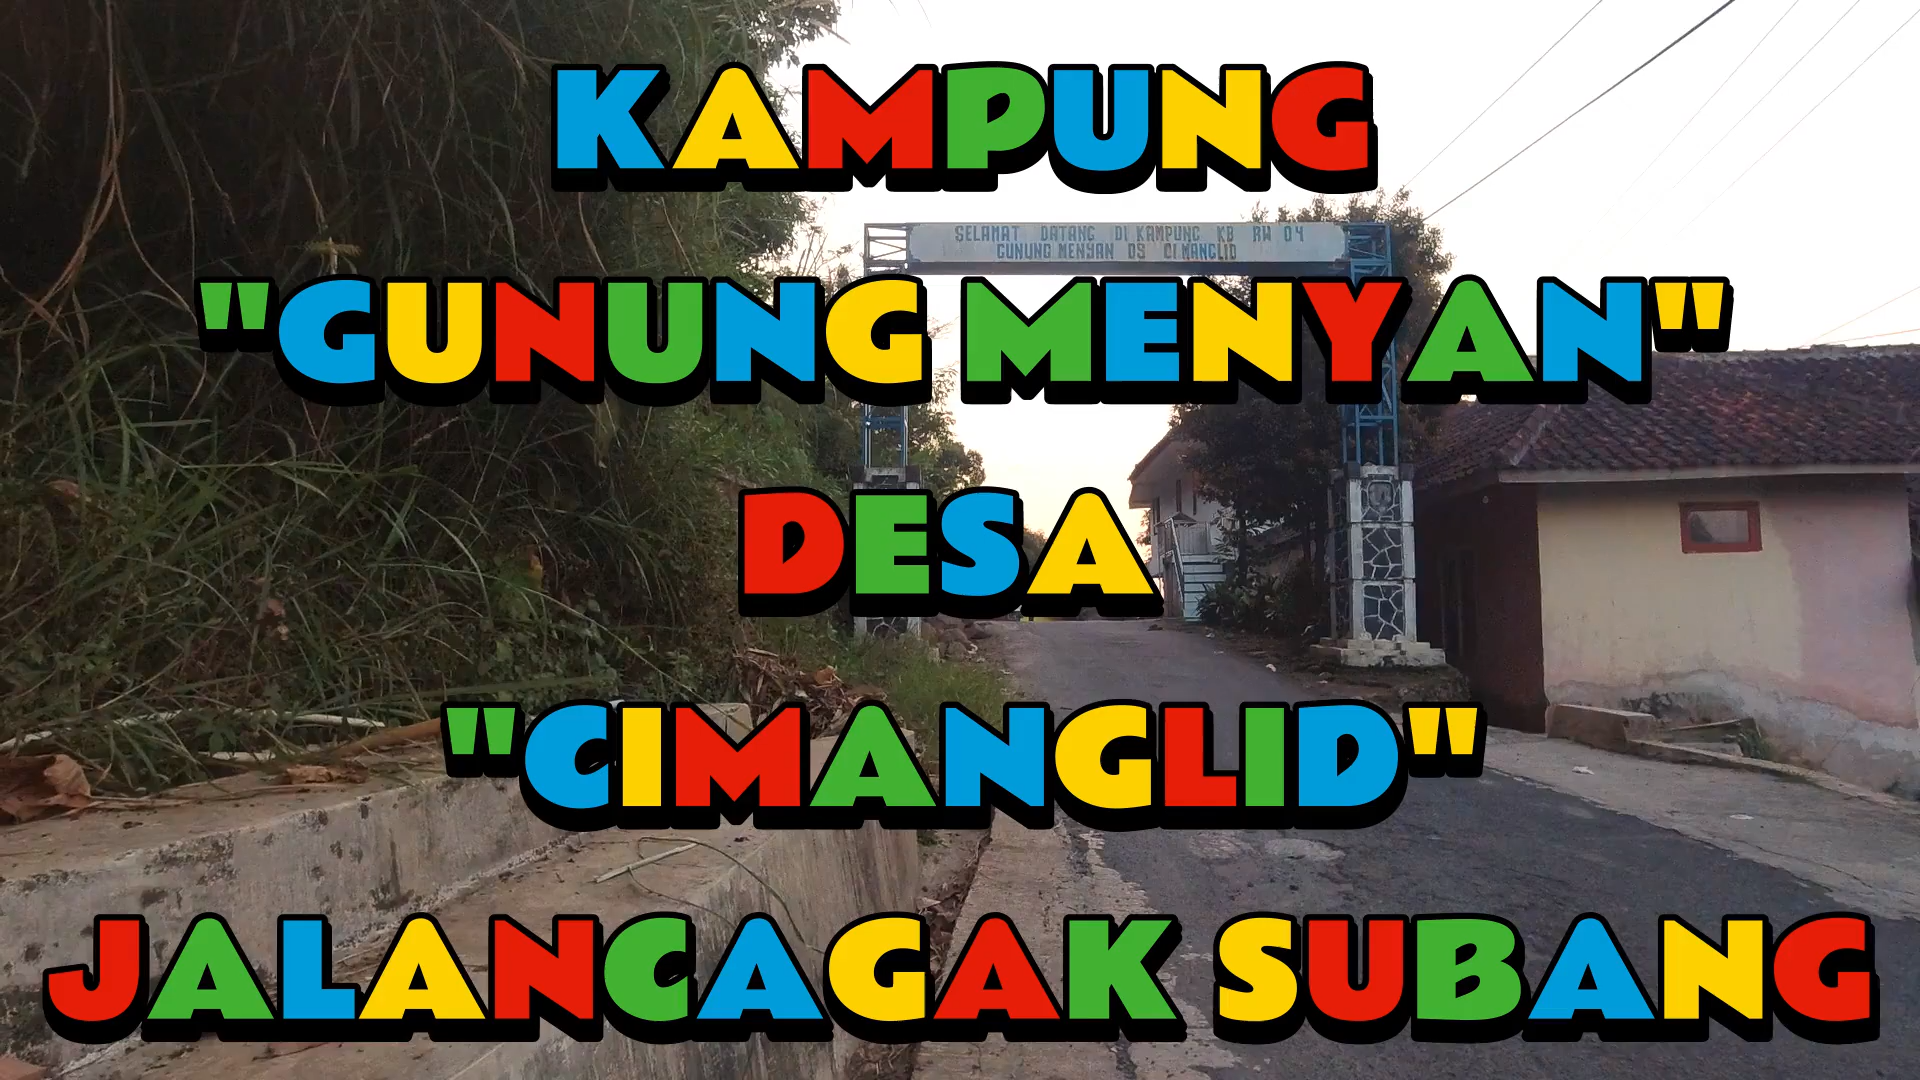 KAMPUNG
SELAMAT DATANG DI KAMPUNG KB RW 04
GUNUNG MENYAN DS CIMANGLID
"GUNUNG MENYAN"
DESA
"CIMANGLID"
JALANCAGAK SUBANG